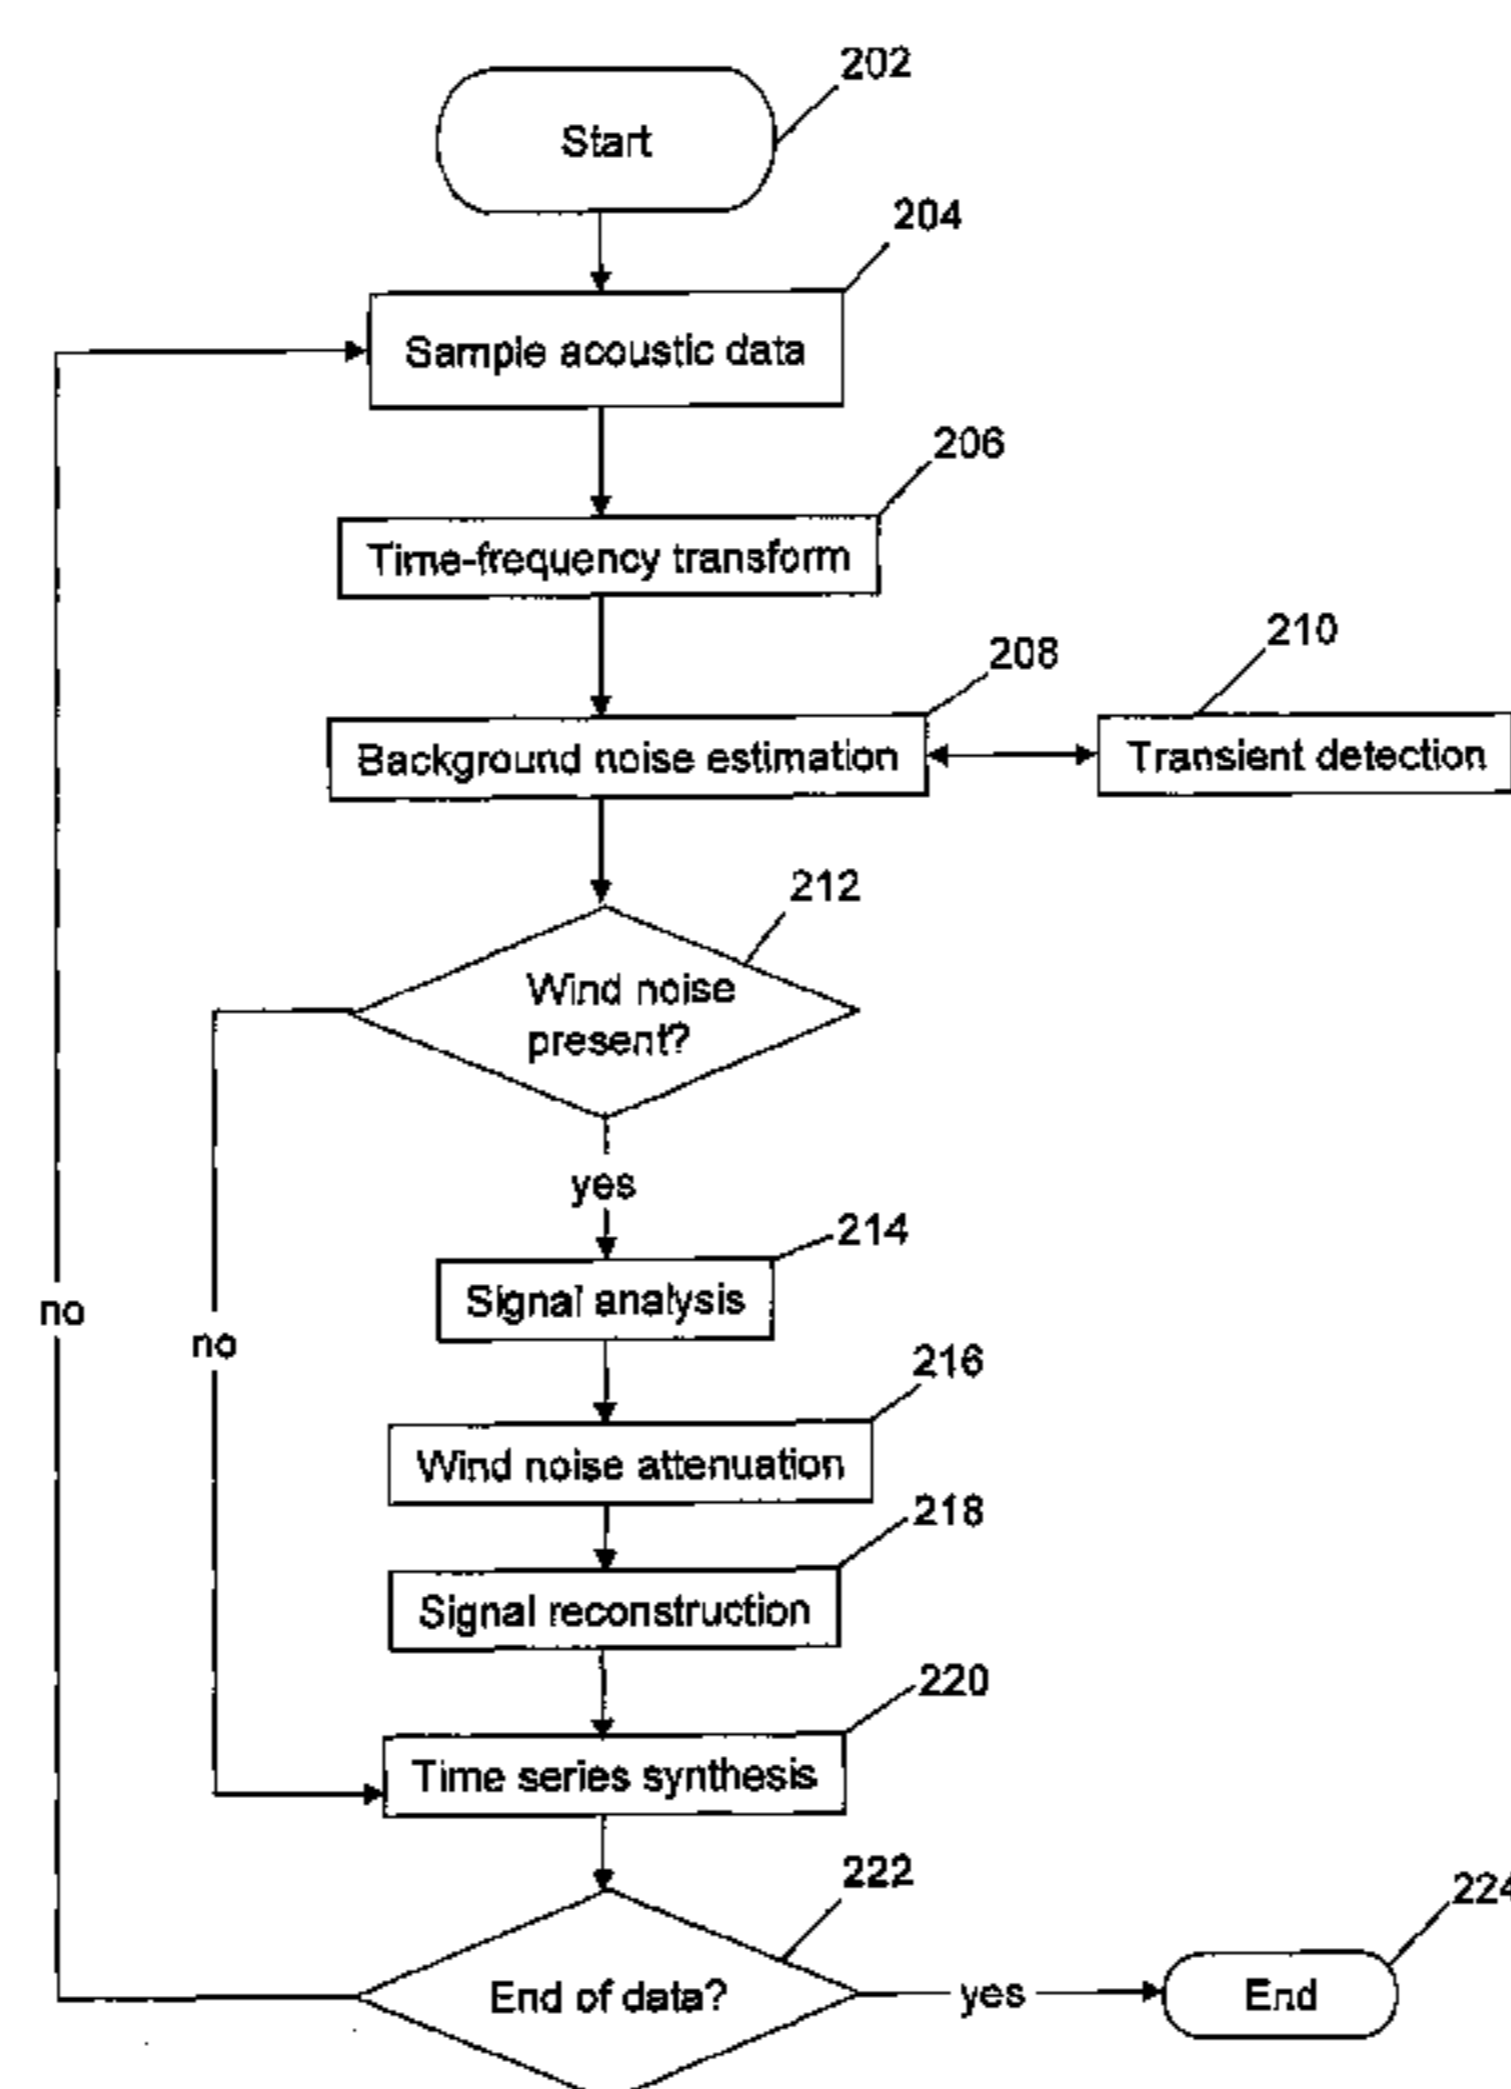 202
Start
204
Sample acoustic data
206
Time-frequency transform
208
210
Background noise estimation
Transient detection
212
Wind noise
present?
yes
214
Signal analysis
no
no
216
Wind noise attenuation
218
Signal reconstruction
220
Time series synthesis
222
224
End of data?
yes
End